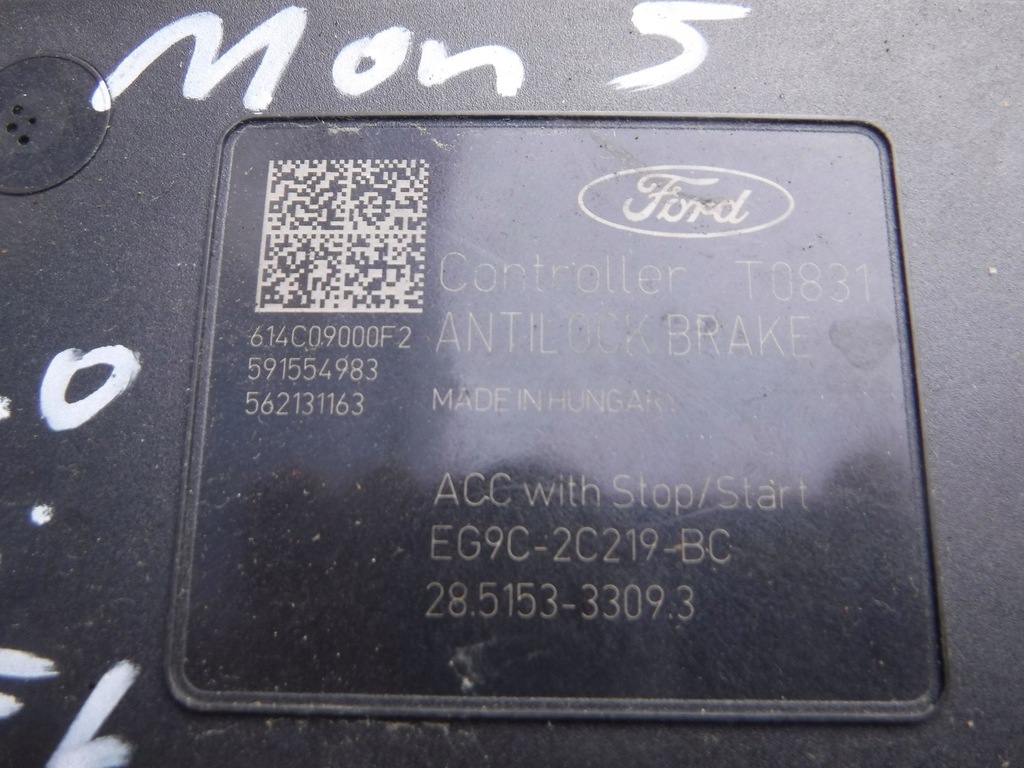 Mon 5
Ford
Controller T0831
ANTILOCK BRAKE
MADE IN HUNGARY
614C09000F2
591554983
562131163
ACC with Stop/Start
EG9C-2C219-BC
28.5153-3309.3
.0